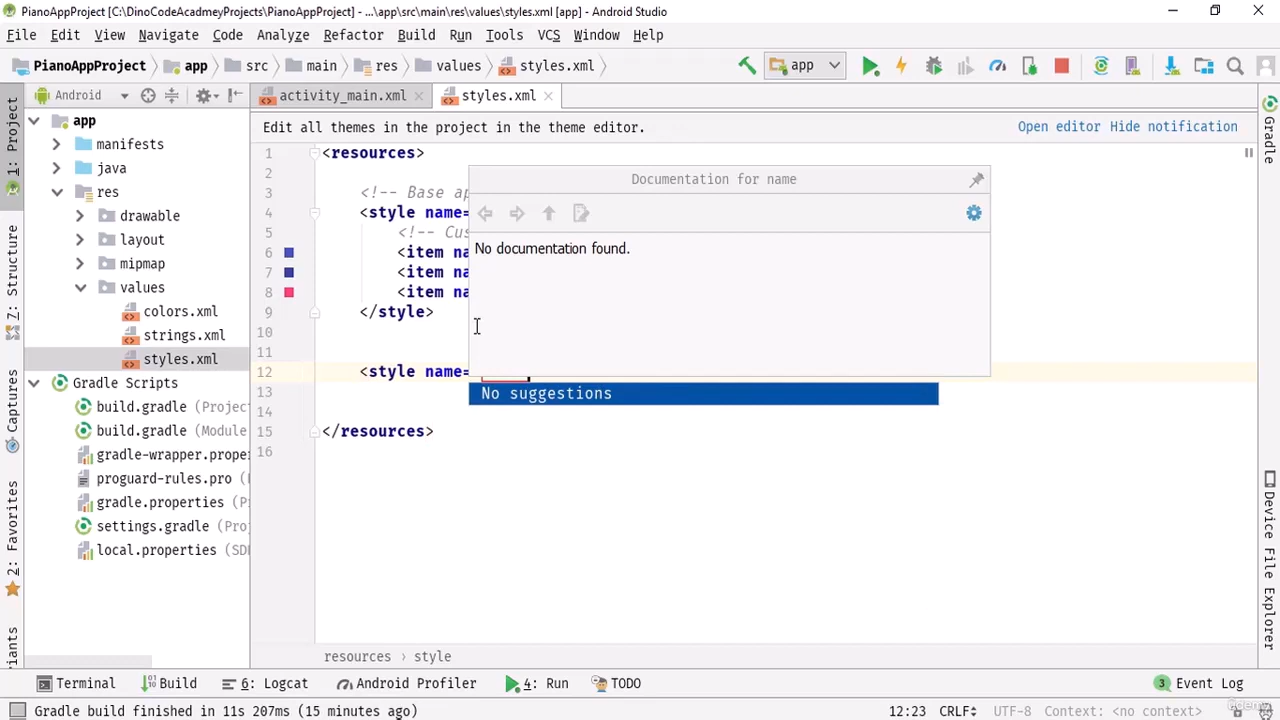 PianoAppProject [C:\DinoCodeAcadmeyProjects\PianoAppProject] - ...\app\src\main\res\values\styles.xml [app] - Android Studio
File Edit View Navigate Code Analyze Refactor Build Run Tools VCS Window Help
PianoAppProject app src main res values styles.xml app
1: Project
7: Structure
Captures
2: Favorites
Android
app
manifests
java
res
drawable
layout
mipmap
values
colors.xml
strings.xml
styles.xml
Gradle Scripts
build.gradle (Project
build.gradle (Module
gradle-wrapper.prope
proguard-rules.pro
gradle.properties
settings.gradle (Proj
local.properties (SD
activity_main.xml styles.xml
Edit all themes in the project in the theme editor. Open editor Hide notification
1 <resources>
2
3 <!-- Base ap
4 <style name=
5 <!-- Cus
6 <item na
7 <item na
8 <item na
9 </style>
10
11
12 <style name=
13
14
15 </resources>
16
Documentation for name
No documentation found.
No suggestions
resources › style
Gradle
Device File Explorer
Terminal Build 6: Logcat Android Profiler 4: Run TODO 3 Event Log
Gradle build finished in 11s 207ms (15 minutes ago) 12:23 CRLF UTF-8 Context: <no context>